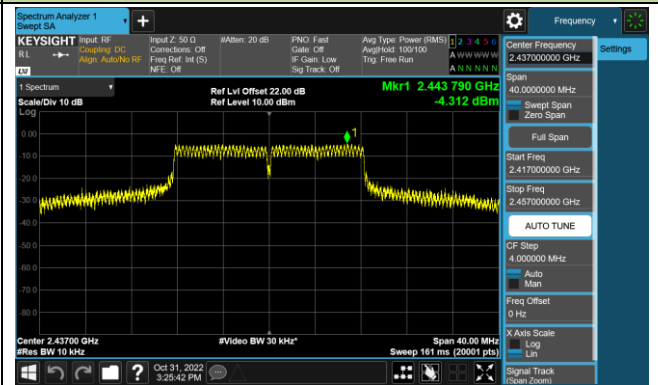 Spectrum Analyzer 1
Swept SA
Frequency
KEYSIGHT
RL
Input: RF
Coupling: DC
Align: Auto/No RF
Input Z: 50 Ω
Corrections: Off
Freq Ref: Int (S)
NFE: Off
#Atten: 20 dB
PNO: Fast
Gate: Off
IF Gain: Low
Sig Track: Off
Avg Type: Power (RMS)
Avg|Hold: 100/100
Trig: Free Run
1 2 3 4 5 6
A W W W W W
A N N N N N
LXI
1 Spectrum
Scale/Div 10 dB
Log
Ref Lvl Offset 22.00 dB
Ref Level 10.00 dBm
Mkr1 2.443 790 GHz
-4.312 dBm
1
0.00
-10.0
-20.0
-30.0
-40.0
-50.0
-60.0
-70.0
-80.0
Center 2.43700 GHz
#Res BW 10 kHz
#Video BW 30 kHz*
Span 40.00 MHz
Sweep 161 ms (20001 pts)
Oct 31, 2022
3:25:42 PM
Center Frequency
2.437000000 GHz
Settings
Span
40.0000000 MHz
Swept Span
Zero Span
Full Span
Start Freq
2.417000000 GHz
Stop Freq
2.457000000 GHz
AUTO TUNE
CF Step
4.000000 MHz
Auto
Man
Freq Offset
0 Hz
X Axis Scale
Log
Lin
Signal Track
(Span Zoom)